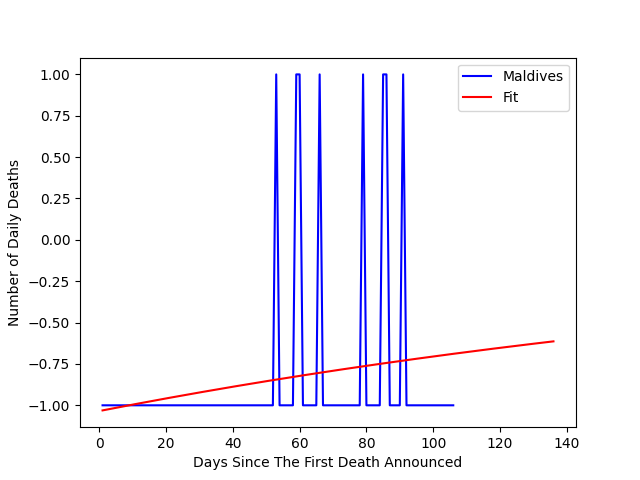 Maldives
Fit
1.00
0.75
0.50
0.25
0.00
−0.25
−0.50
−0.75
−1.00
Number of Daily Deaths
0 20 40 60 80 100 120 140
Days Since The First Death Announced